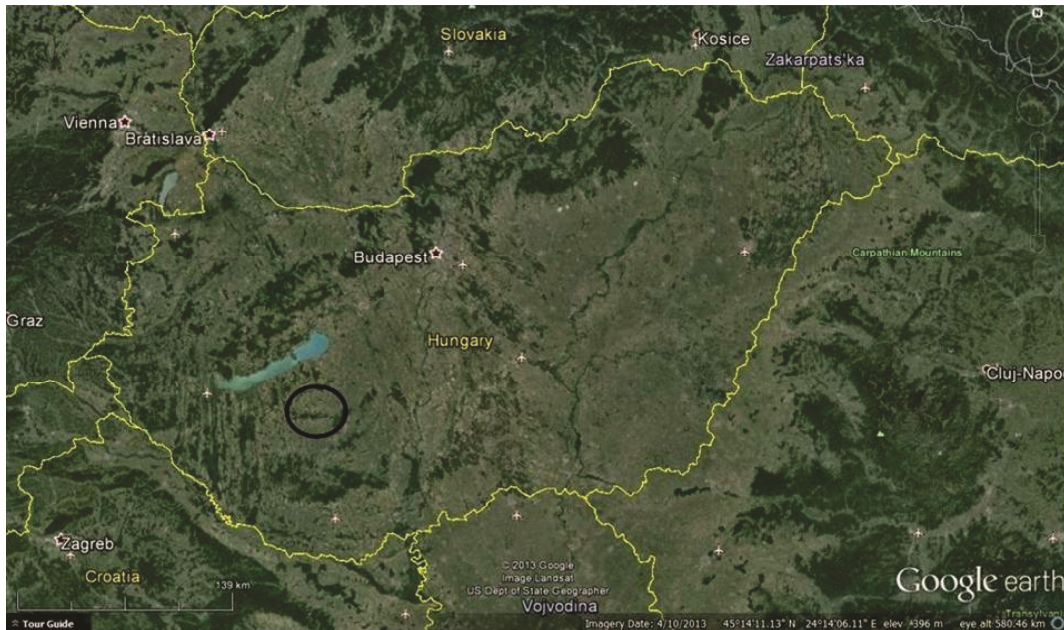 N
Slovakia
Kosice
Zakarpats'ka
Vienna
Bratislava
Budapest
Carpathian Mountains
Graz
Hungary
Cluj-Napoc
Zagreb
Croatia
139 km
© 2013 Google
Image Landsat
US Dept of State Geographer
Vojvodina
Google earth
Transylvania
Tour Guide
Imagery Date: 4/10/2013 45°14'11.13" N 24°14'06.11" E elev 396 m eye alt 580.46 km